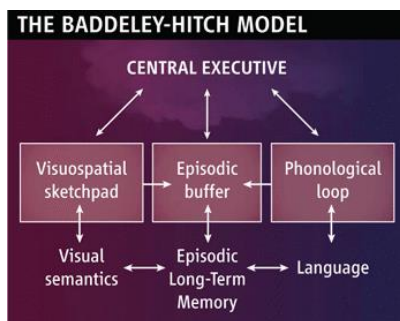 THE BADDELEY-HITCH MODEL
CENTRAL EXECUTIVE
Visuospatial
sketchpad
Episodic
buffer
Phonological
loop
Visual
semantics
Episodic
Long-Term
Memory
Language